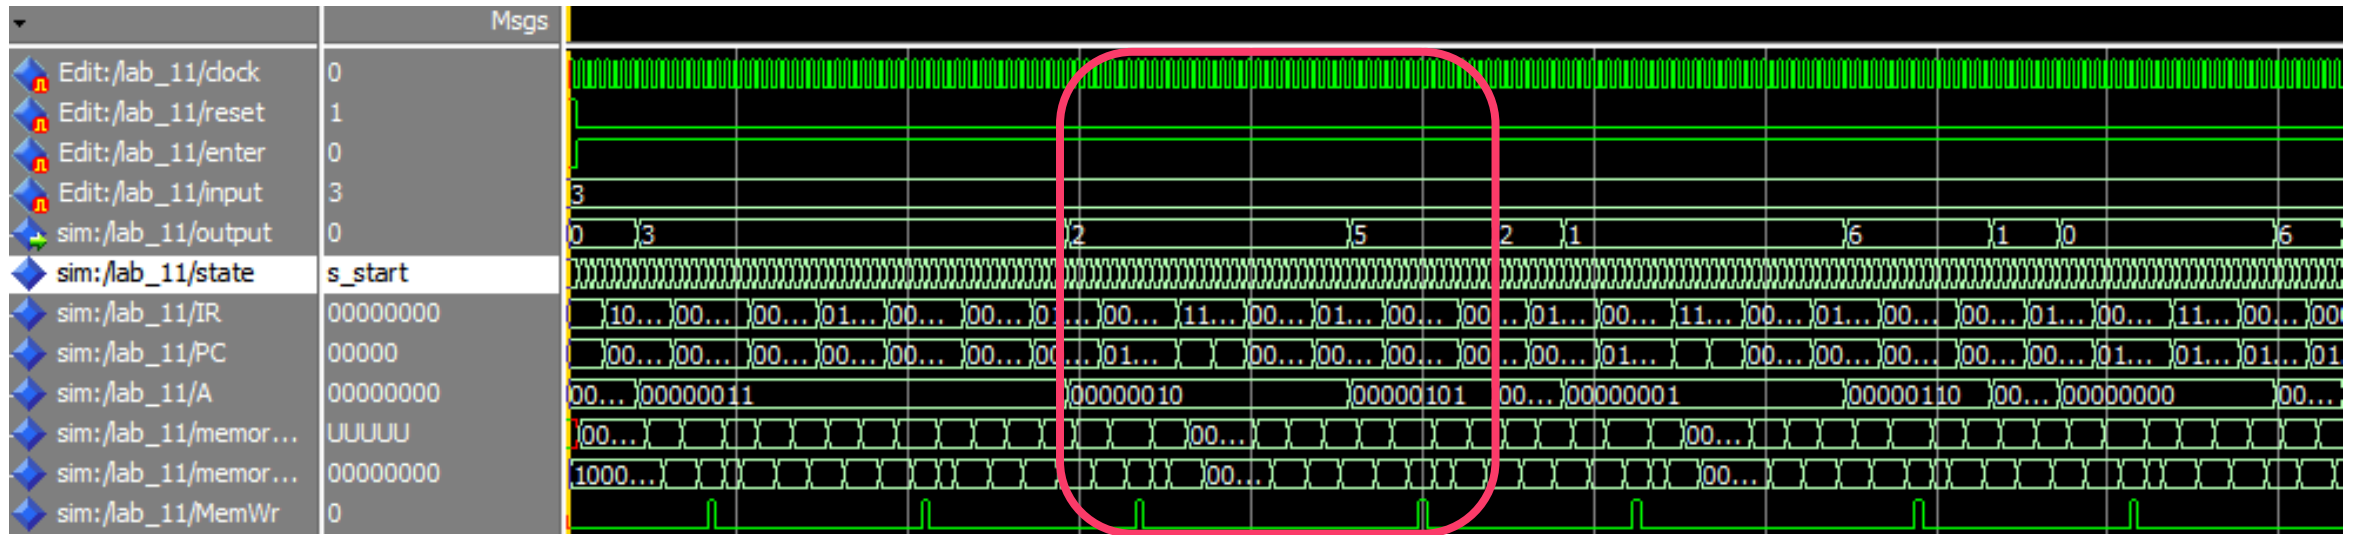 Msgs
Edit:/lab_11/clock 0
Edit:/lab_11/reset 1
Edit:/lab_11/enter 0
Edit:/lab_11/input 3 3
sim:/lab_11/output 0 0 3 2 5 2 1 6 1 0 6
sim:/lab_11/state s_start
sim:/lab_11/IR 00000000 10... 00... 00... 01... 00... 00... 01... 00... 11... 00... 01... 00... 00... 01... 00... 11... 00... 01... 00... 00... 01... 00... 11... 00... 00
sim:/lab_11/PC 00000 00... 00... 00... 00... 00... 00... 00... 01... 00... 00... 00... 00... 00... 01... 00... 00... 00... 00... 00... 01... 01... 01... 01
sim:/lab_11/A 00000000 00... 00000011 00000010 00000101 00... 00000001 00000110 00... 00000000 00...
sim:/lab_11/memor... UUUUU 00... 00... 00...
sim:/lab_11/memor... 00000000 1000... 00... 00...
sim:/lab_11/MemWr 0